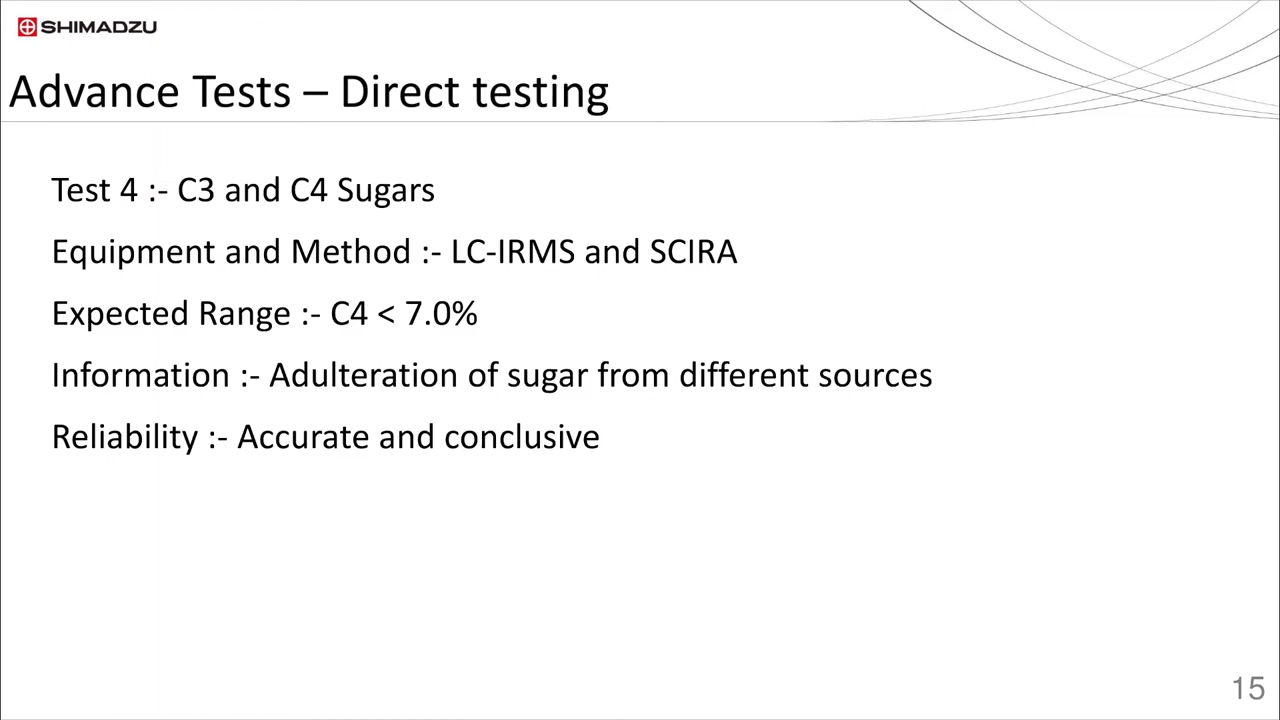 SHIMADZU
Advance Tests – Direct testing
Test 4 :- C3 and C4 Sugars
Equipment and Method :- LC-IRMS and SCIRA
Expected Range :- C4 < 7.0%
Information :- Adulteration of sugar from different sources
Reliability :- Accurate and conclusive
15